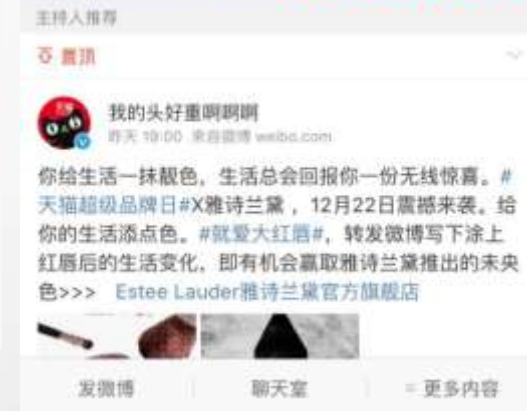 主持人推荐
置顶
我的头好重啊啊啊
昨天 19:00 来自微博 weibo.com
你给生活一抹靓色，生活总会回报你一份无线惊喜。#
天猫超级品牌日#X雅诗兰黛，12月22日震撼来袭。给
你的生活添点色。#就爱大红唇#，转发微博写下涂上
红唇后的生活变化，即有机会赢取雅诗兰黛推出的未央
色>>> Estee Lauder雅诗兰黛官方旗舰店
发微博 聊天室 更多内容